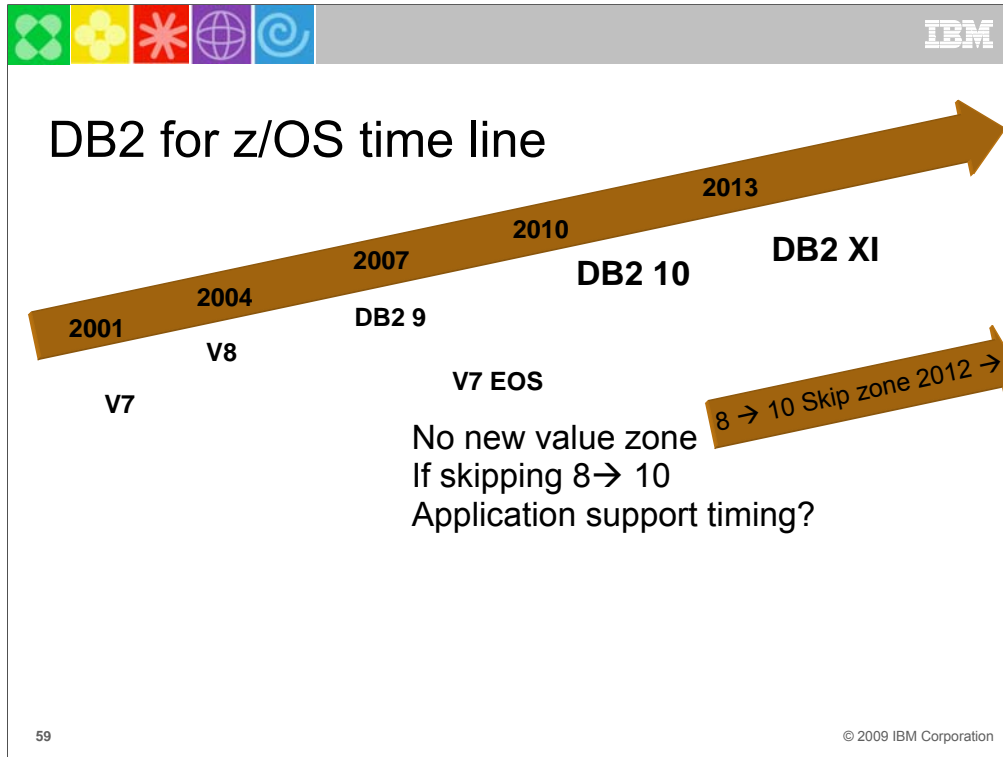 IBM
DB2 for z/OS time line
2001
2004
2007
2010
2013
V7
V8
DB2 9
V7 EOS
DB2 10
DB2 XI
8 → 10 Skip zone 2012 →
No new value zone
If skipping 8→ 10
Application support timing?
59
© 2009 IBM Corporation